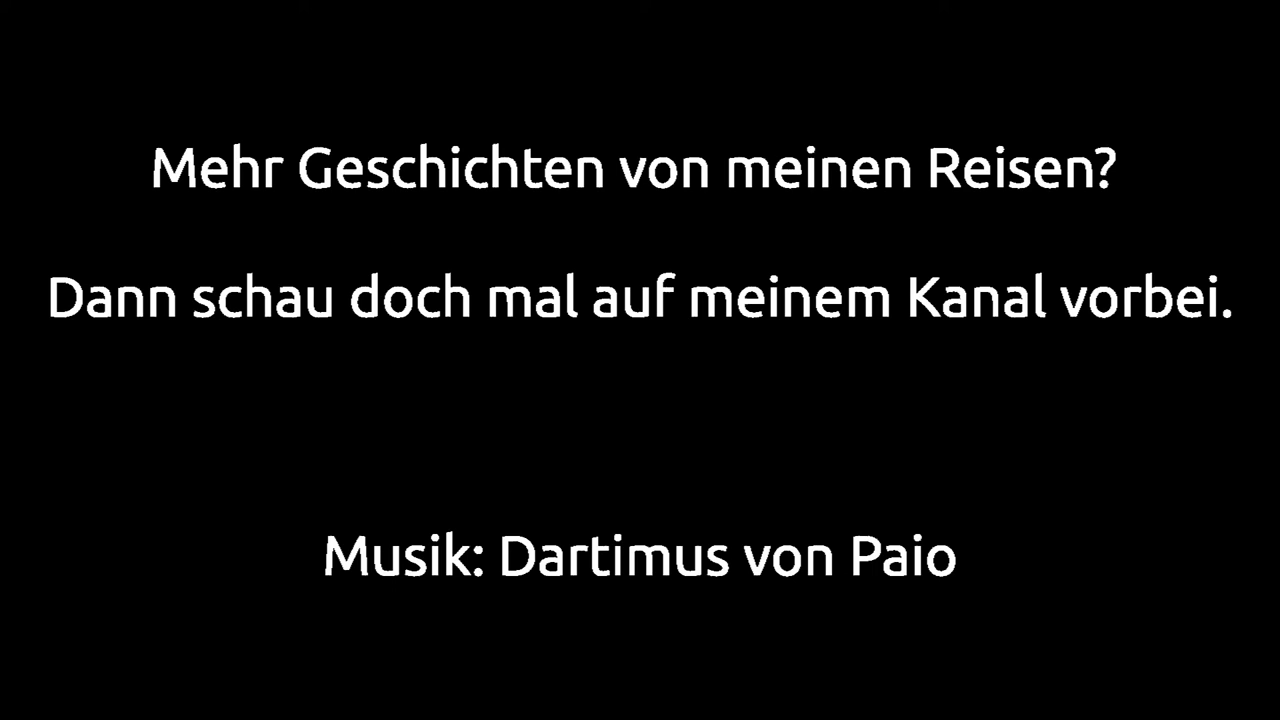 Mehr Geschichten von meinen Reisen?
Dann schau doch mal auf meinem Kanal vorbei.
Musik: Dartimus von Paio